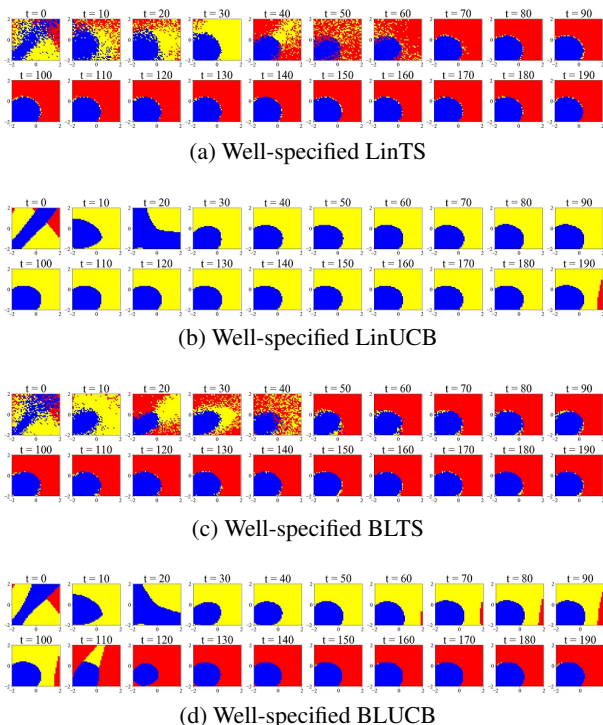 t = 0 t = 10 t = 20 t = 30 t = 40 t = 50 t = 60 t = 70 t = 80 t = 90
t = 100 t = 110 t = 120 t = 130 t = 140 t = 150 t = 160 t = 170 t = 180 t = 190
(a) Well-specified LinTS
t = 0 t = 10 t = 20 t = 30 t = 40 t = 50 t = 60 t = 70 t = 80 t = 90
t = 100 t = 110 t = 120 t = 130 t = 140 t = 150 t = 160 t = 170 t = 180 t = 190
(b) Well-specified LinUCB
t = 0 t = 10 t = 20 t = 30 t = 40 t = 50 t = 60 t = 70 t = 80 t = 90
t = 100 t = 110 t = 120 t = 130 t = 140 t = 150 t = 160 t = 170 t = 180 t = 190
(c) Well-specified BLTS
t = 0 t = 10 t = 20 t = 30 t = 40 t = 50 t = 60 t = 70 t = 80 t = 90
t = 100 t = 110 t = 120 t = 130 t = 140 t = 150 t = 160 t = 170 t = 180 t = 190
(d) Well-specified BLUCB